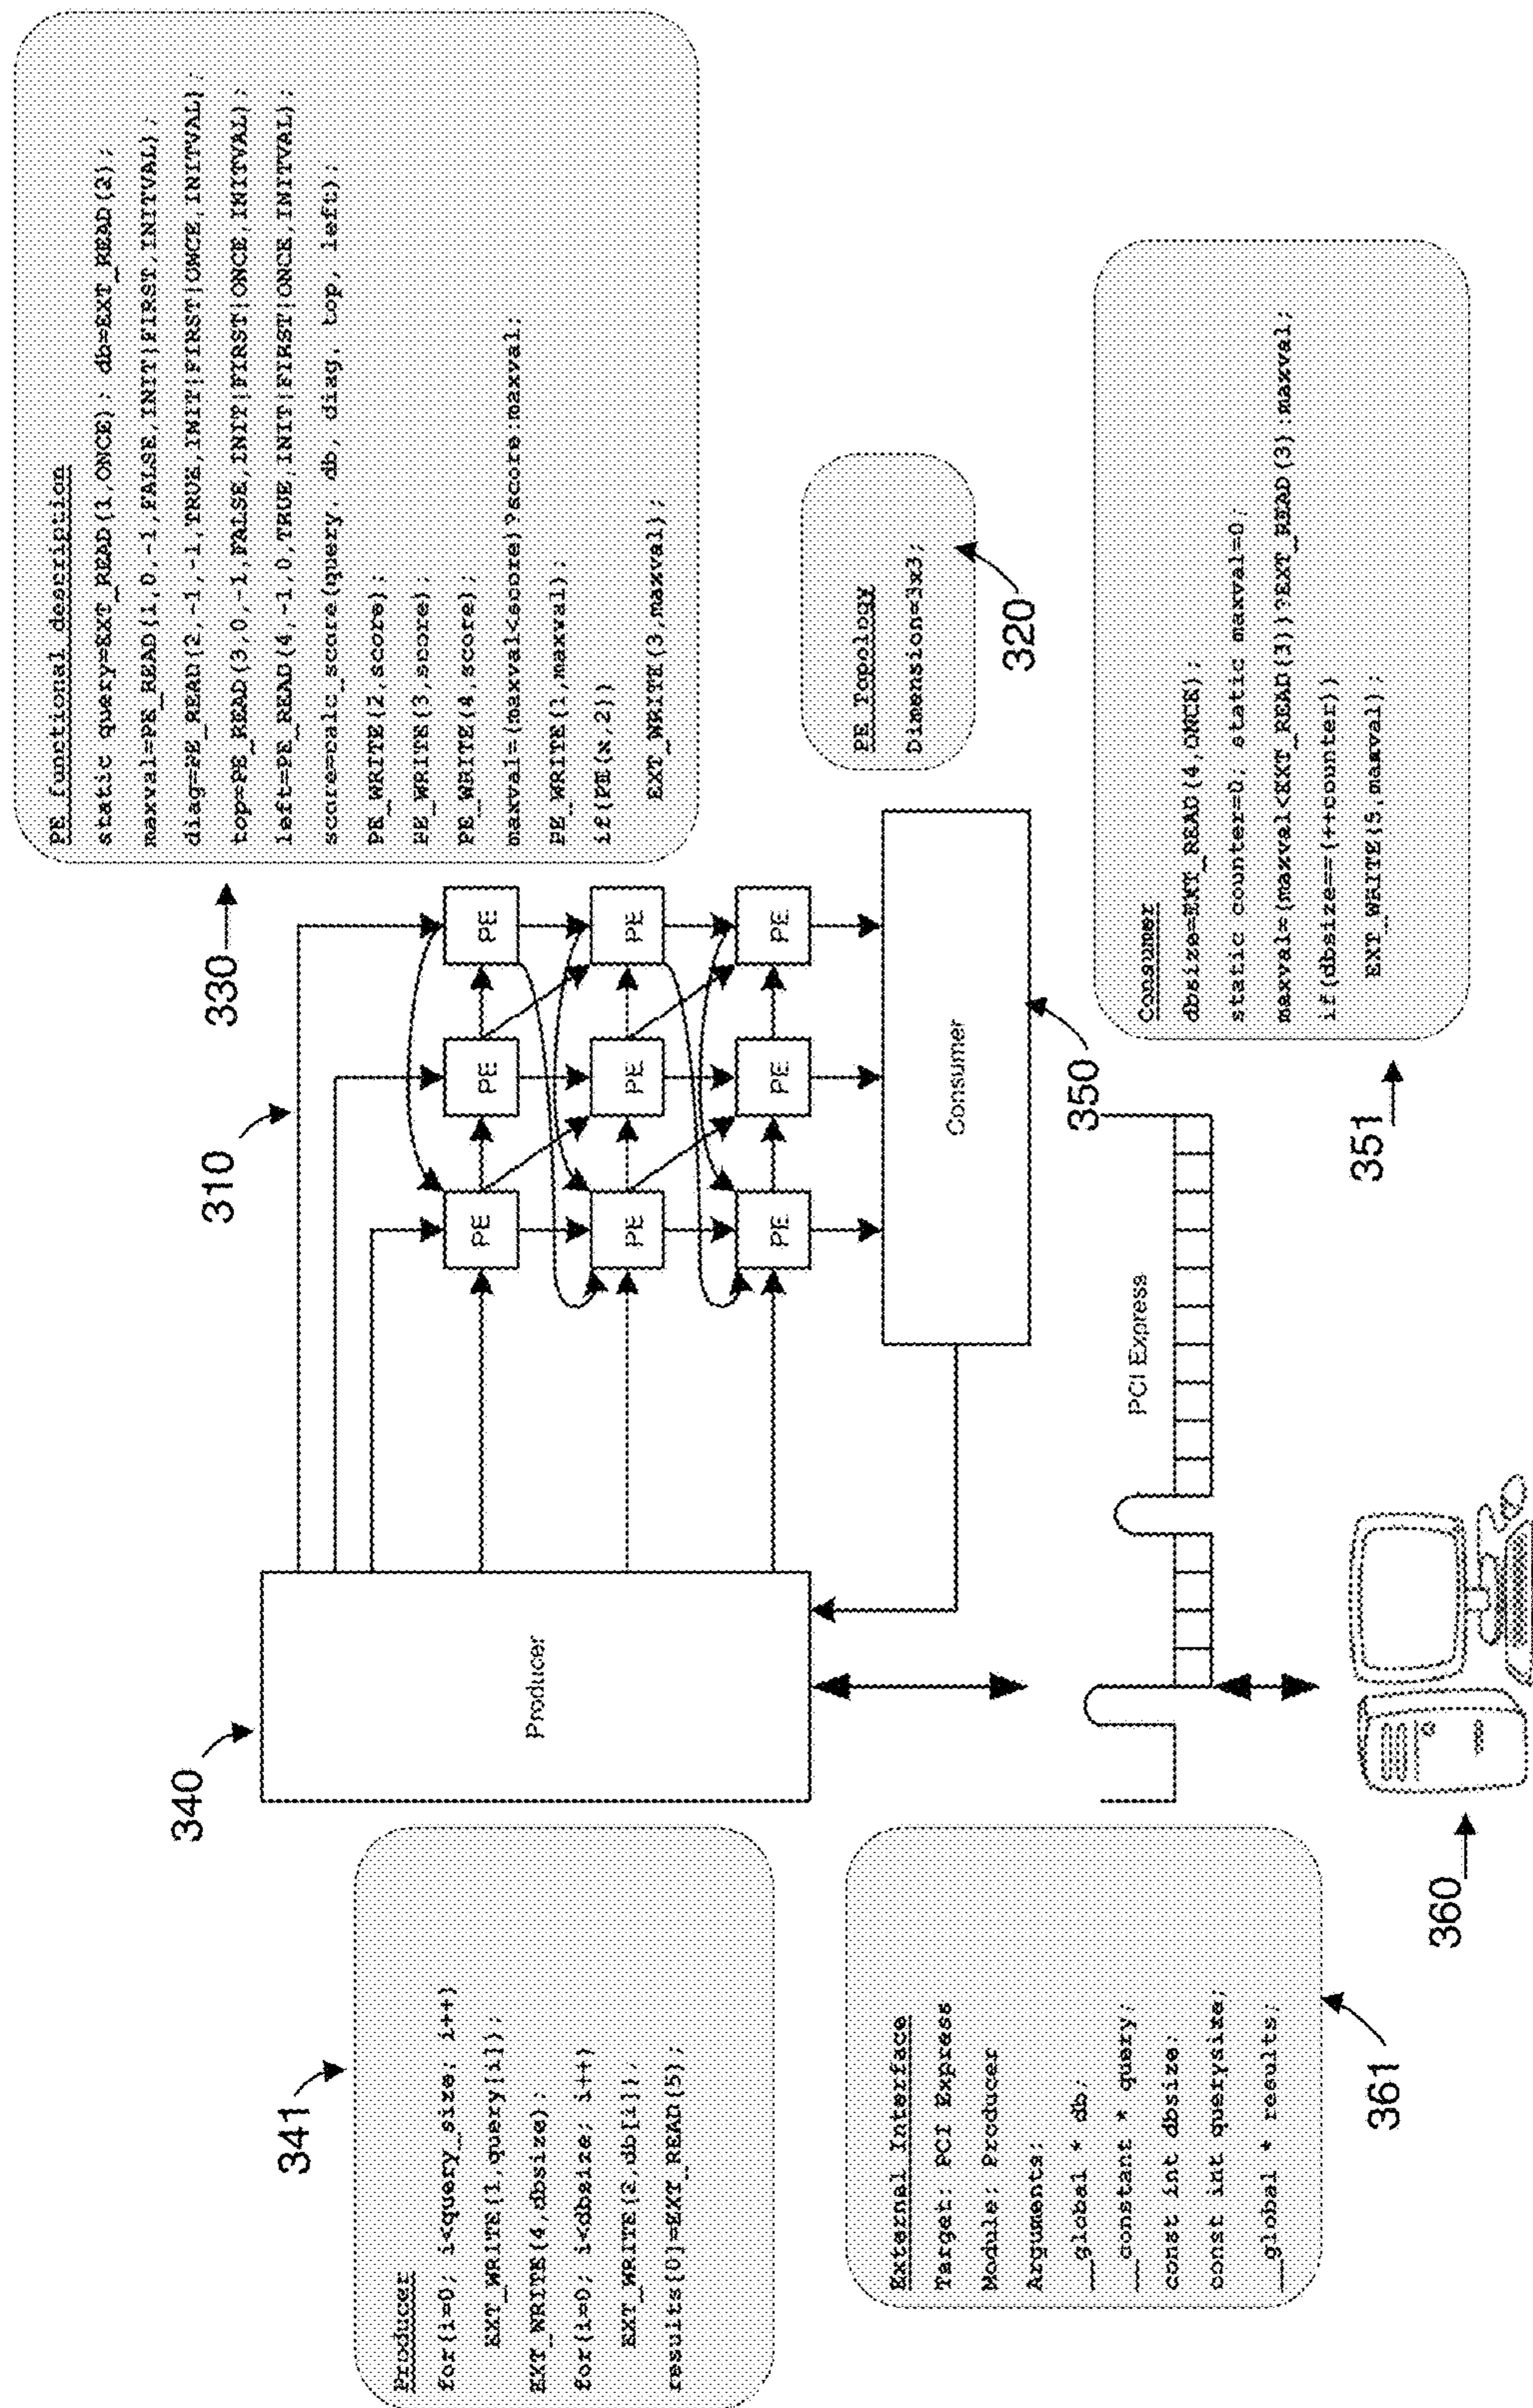 341
Producer
for(i=0; i<query_size; i++)
EXT_WRITE(1,query[i]);
EXT_WRITE(4,dbsize);
for(i=0; i<dbsize; i++)
EXT_WRITE(2,db[i]);
results[0]=EXT_READ(5);
340
Producer
310
PE
PE
PE
PE
PE
PE
PE
PE
PE
330
PE functional description
static query=EXT_READ(1,ONCE); db=EXT_READ(2);
maxval=PE_READ(1,0,-1,FALSE,INIT|FIRST,INITVAL);
diag=PE_READ(2,-1,-1,TRUE,INIT|FIRST|ONCE,INITVAL);
top=PE_READ(3,0,-1,FALSE,INIT|FIRST|ONCE,INITVAL);
left=PE_READ(4,-1,0,TRUE,INIT|FIRST|ONCE,INITVAL);
score=calc_score(query, db, diag, top, left);
PE_WRITE(2,score);
PE_WRITE(3,score);
PE_WRITE(4,score);
maxval=(maxval<score)?score:maxval;
PE_WRITE(1,maxval);
if(PE(x,2))
EXT_WRITE(3,maxval);
PE Topology
Dimension=3x3;
320
Consumer
350
External Interface
Target: PCI Express
Module: Producer
Arguments:
__global * db;
__constant * query;
const int dbsize;
const int querysize;
__global * results;
361
PCI Express
360
351
Consumer
dbsize=EXT_READ(4,ONCE);
static counter=0; static maxval=0;
maxval=(maxval<EXT_READ(3))?EXT_READ(3):maxval;
if(dbsize==(++counter))
EXT_WRITE(5,maxval);